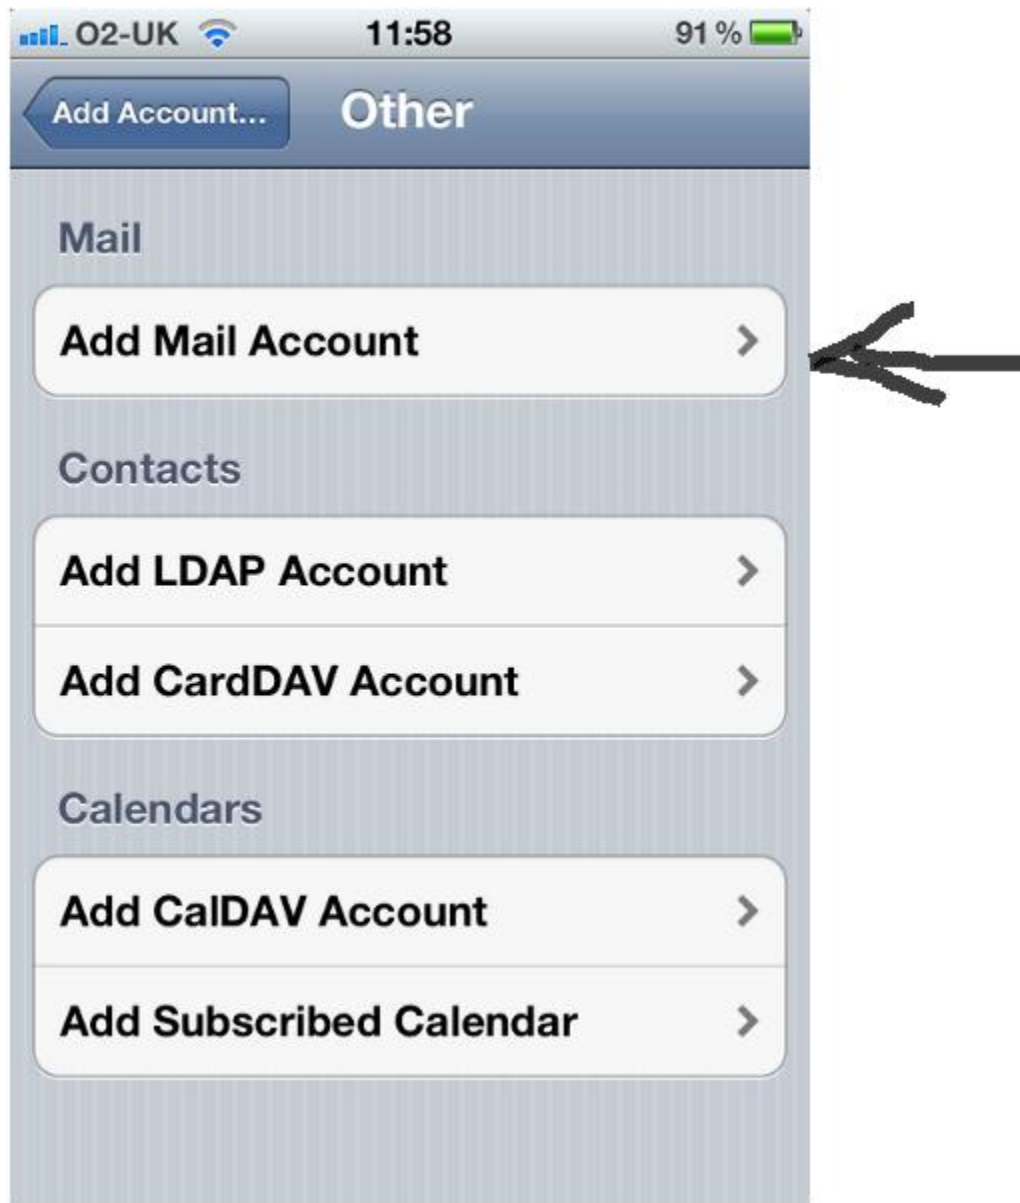 O2-UK 11:58 91 %
Add Account... Other
Mail
Add Mail Account
Contacts
Add LDAP Account
Add CardDAV Account
Calendars
Add CalDAV Account
Add Subscribed Calendar